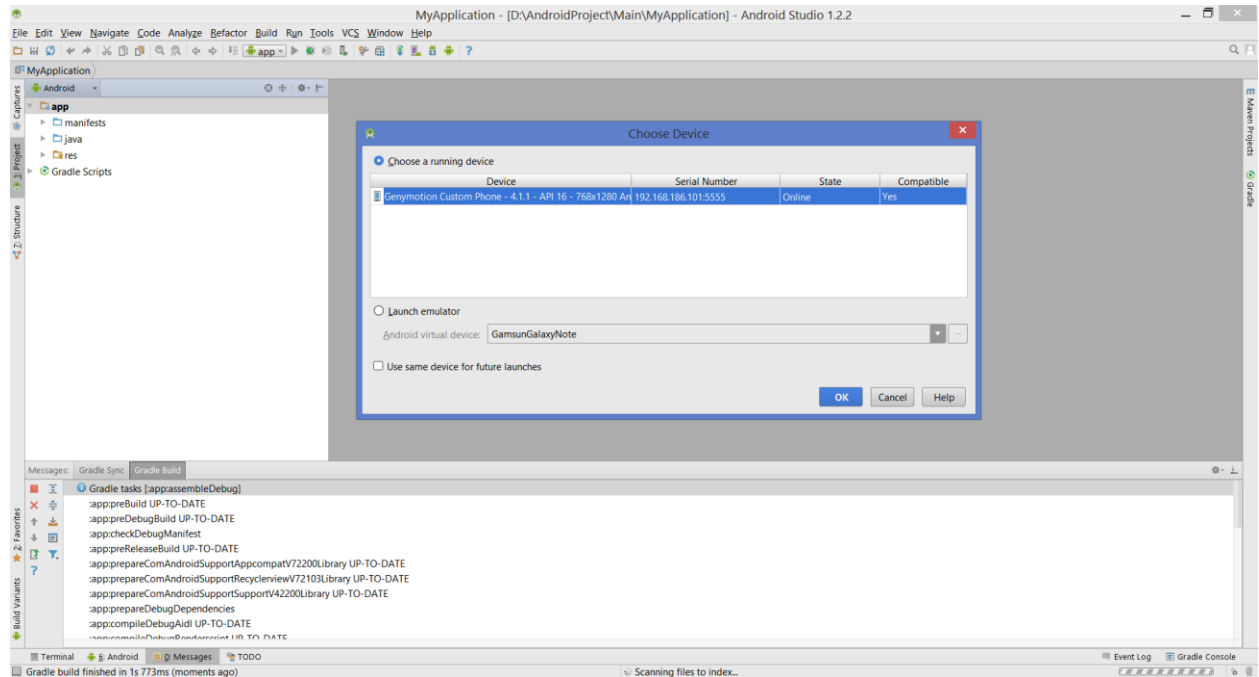 MyApplication - [D:\AndroidProject\Main\MyApplication] - Android Studio 1.2.2
File Edit View Navigate Code Analyze Refactor Build Run Tools VCS Window Help
app
MyApplication
Captures
1: Project
7: Structure
2: Favorites
Build Variants
Android
app
manifests
java
res
Gradle Scripts
Choose Device
Choose a running device
Device Serial Number State Compatible
Genymotion Custom Phone - 4.1.1 - API 16 - 768x1280 An 192.168.186.101:5555 Online Yes
Launch emulator
Android virtual device: GamsunGalaxyNote
Use same device for future launches
OK Cancel Help
m Maven Projects
Gradle
Messages: Gradle Sync Gradle Build
Gradle tasks [:app:assembleDebug]
:app:preBuild UP-TO-DATE
:app:preDebugBuild UP-TO-DATE
:app:checkDebugManifest
:app:preReleaseBuild UP-TO-DATE
:app:prepareComAndroidSupportAppcompatV72200Library UP-TO-DATE
:app:prepareComAndroidSupportRecyclerviewV72103Library UP-TO-DATE
:app:prepareComAndroidSupportSupportV42200Library UP-TO-DATE
:app:prepareDebugDependencies
:app:compileDebugAidl UP-TO-DATE
:app:compileDebugRenderscript UP-TO-DATE
Terminal 6: Android 0: Messages TODO Event Log Gradle Console
Gradle build finished in 1s 773ms (moments ago) Scanning files to index...